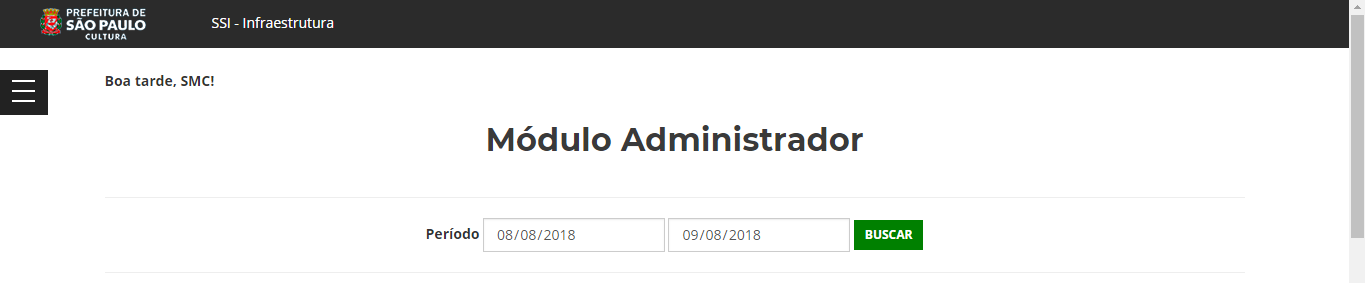 PREFEITURA DE
SÃO PAULO
CULTURA
SSI - Infraestrutura
Boa tarde, SMC!
Módulo Administrador
Período 08/08/2018 09/08/2018 BUSCAR